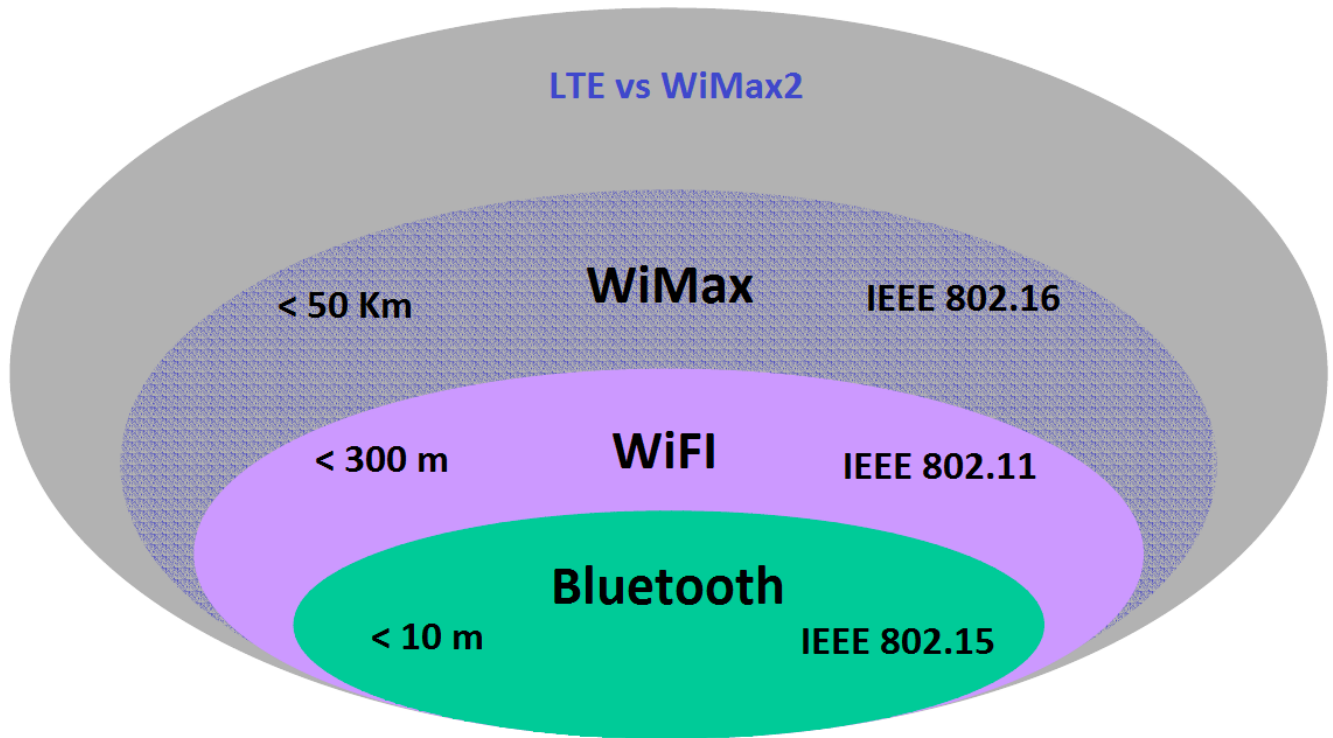 LTE vs WiMax2
WiMax
< 50 Km
IEEE 802.16
WiFI
< 300 m
IEEE 802.11
Bluetooth
< 10 m
IEEE 802.15